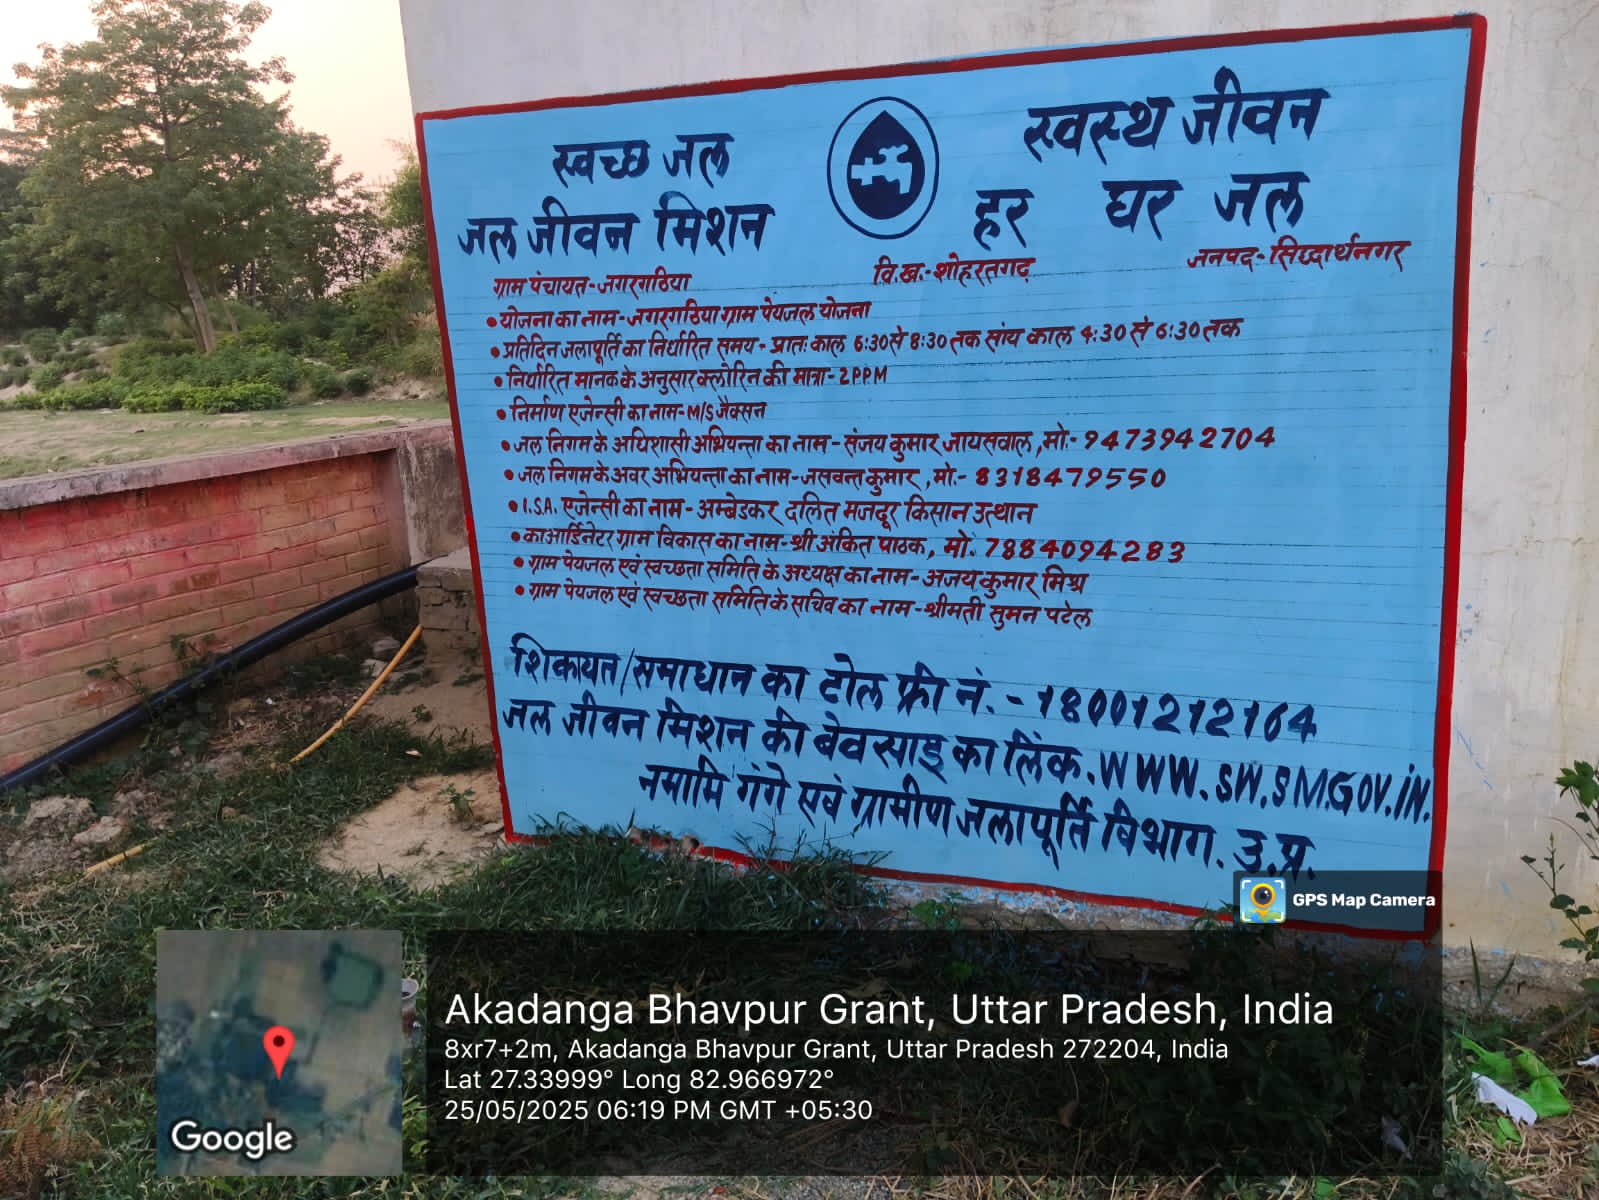 स्वच्छ जल
स्वस्थ जीवन
जल जीवन मिशन
हर घर जल
ग्राम पंचायत-जगरगठिया
वि.ख.-शोहरतगढ़
जनपद-सिद्धार्थनगर
• योजना का नाम-जगरगठिया ग्राम पेयजल योजना
• प्रतिदिन जलापूर्ति का निर्धारित समय- प्रातः काल 6:30 से 8:30 तक सांय काल 4:30 से 6:30 तक
• निर्धारित मानक के अनुसार क्लोरिन की मात्रा-2PPM
• निर्माण एजेन्सी का नाम-M/S जैक्सन
• जल निगम के अधिशासी अभियन्ता का नाम-संजय कुमार जायसवाल, मो.- 9473942704
• जल निगम के अवर अभियन्ता का नाम-जसवन्त कुमार, मो.- 8318479550
• I.S.A. एजेन्सी का नाम-अम्बेडकर दलित मजदूर किसान उत्थान
• काआर्डिनेटर ग्राम विकास का नाम-श्री अंकित पाठक, मो. 7884094283
• ग्राम पेयजल एवं स्वच्छता समिति के अध्यक्ष का नाम-अजय कुमार मिश्र
• ग्राम पेयजल एवं स्वच्छता समिति के सचिव का नाम-श्रीमती सुमन पटेल
शिकायत/समाधान का टोल फ्री नं.-18001212164
जल जीवन मिशन की बेवसाइ का लिंक.WWW.SW.SM.GOV.iN.
नमामि गंगे एवं ग्रामीण जलापूर्ति विभाग. उ.प्र.
GPS Map Camera
Akadanga Bhavpur Grant, Uttar Pradesh, India
8xr7+2m, Akadanga Bhavpur Grant, Uttar Pradesh 272204, India
Lat 27.33999° Long 82.966972°
25/05/2025 06:19 PM GMT +05:30
Google